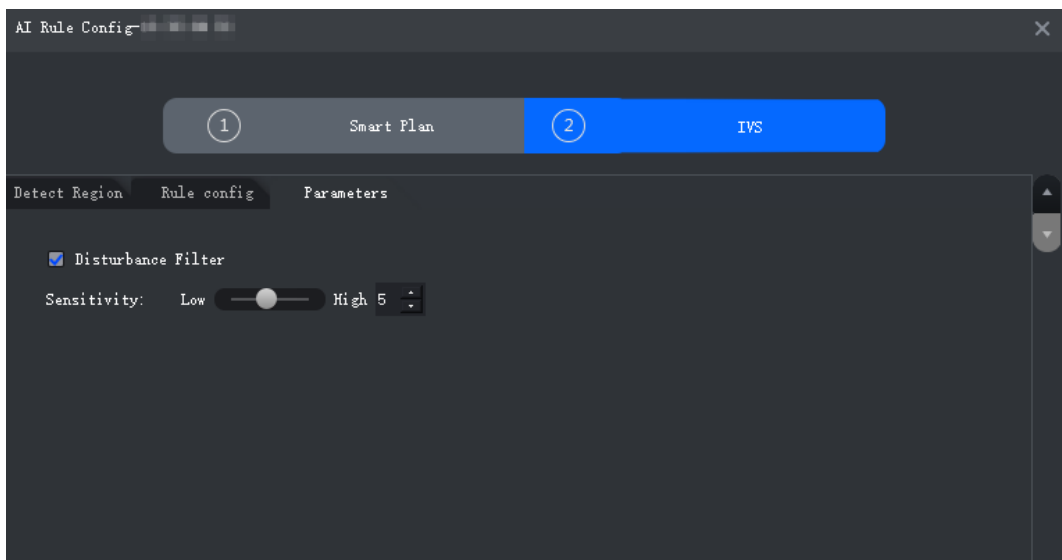 AI Rule Config-
1 Smart Plan 2 IVS
Detect Region Rule config Parameters
Disturbance Filter
Sensitivity: Low High 5